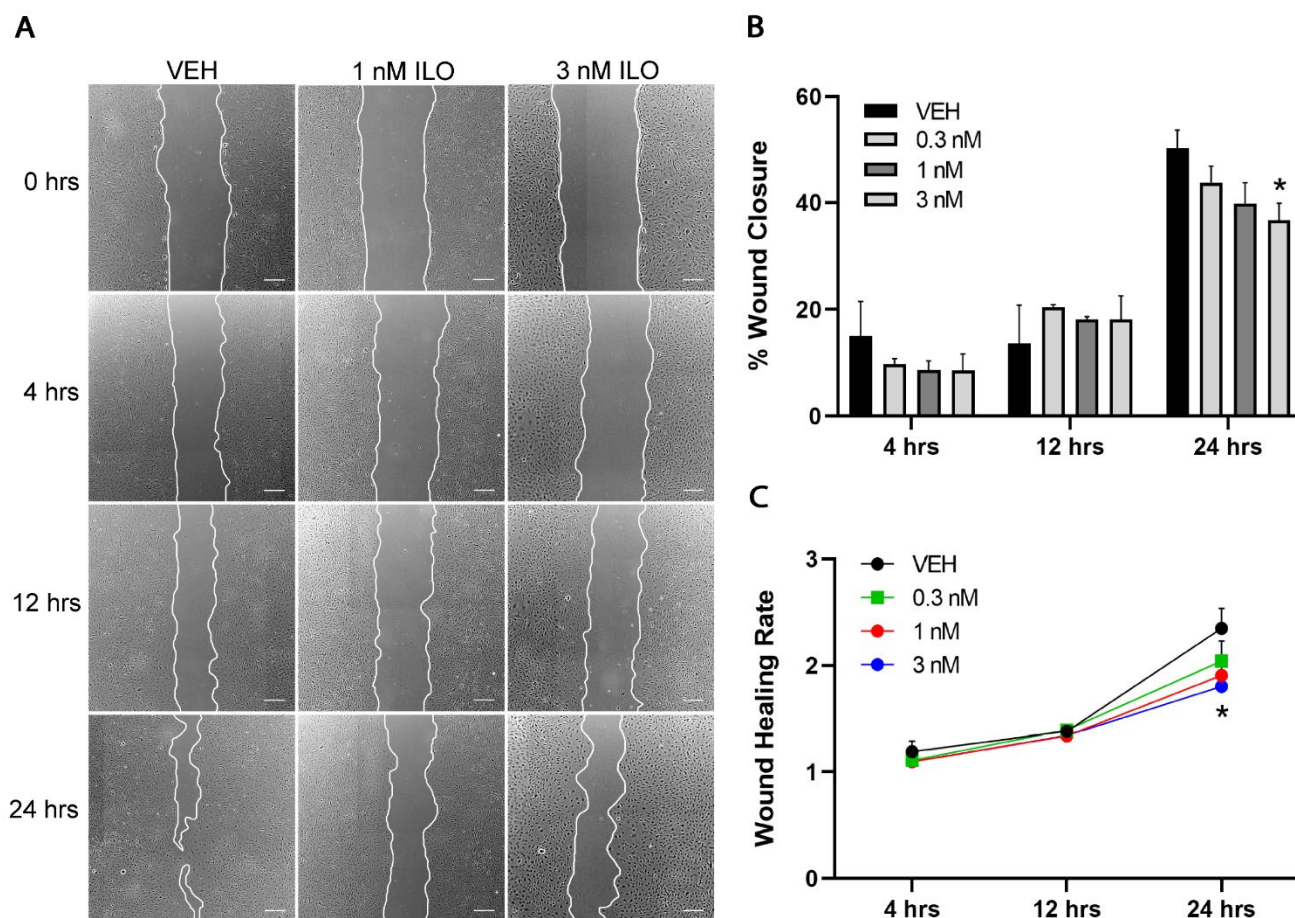 A
VEH
1 nM ILO
3 nM ILO
0 hrs
4 hrs
12 hrs
24 hrs
B
60
40
20
0
% Wound Closure
VEH
0.3 nM
1 nM
3 nM
*
4 hrs
12 hrs
24 hrs
C
3
2
1
0
Wound Healing Rate
VEH
0.3 nM
1 nM
3 nM
*
4 hrs
12 hrs
24 hrs